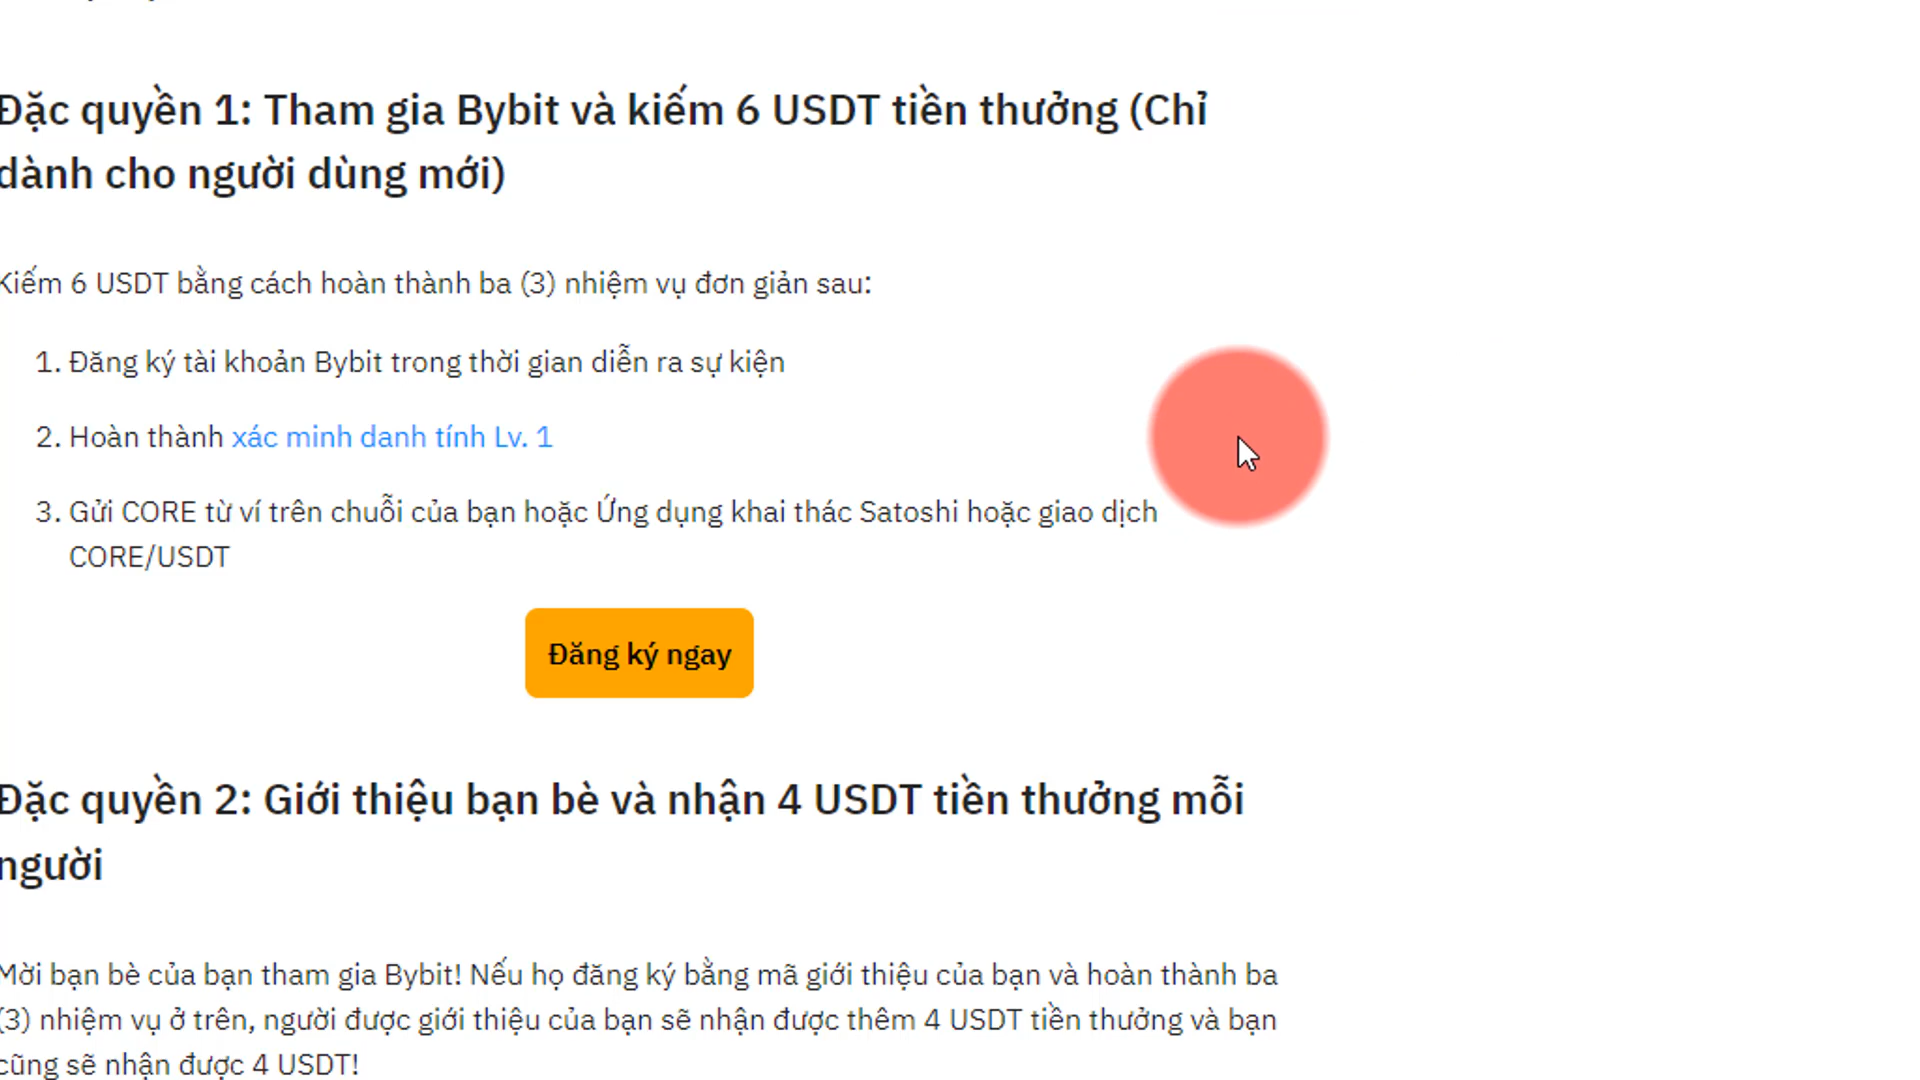 Đặc quyền 1: Tham gia Bybit và kiếm 6 USDT tiền thưởng (Chỉ
dành cho người dùng mới)
Kiếm 6 USDT bằng cách hoàn thành ba (3) nhiệm vụ đơn giản sau:
1. Đăng ký tài khoản Bybit trong thời gian diễn ra sự kiện
2. Hoàn thành xác minh danh tính Lv. 1
3. Gửi CORE từ ví trên chuỗi của bạn hoặc Ứng dụng khai thác Satoshi hoặc giao dịch
CORE/USDT
Đăng ký ngay
Đặc quyền 2: Giới thiệu bạn bè và nhận 4 USDT tiền thưởng mỗi
người
Mời bạn bè của bạn tham gia Bybit! Nếu họ đăng ký bằng mã giới thiệu của bạn và hoàn thành ba
(3) nhiệm vụ ở trên, người được giới thiệu của bạn sẽ nhận được thêm 4 USDT tiền thưởng và bạn
cũng sẽ nhận được 4 USDT!